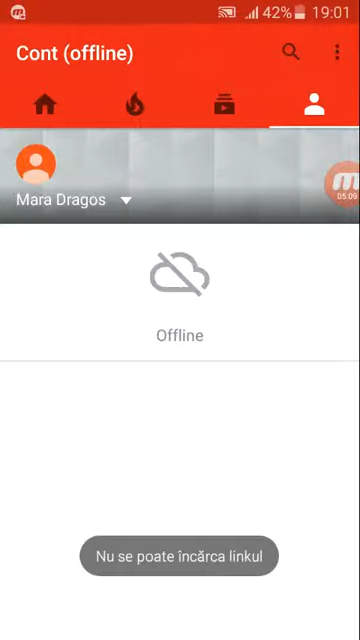 42% 19:01
Cont (offline)
Mara Dragos
05:09
Offline
Nu se poate încărca linkul